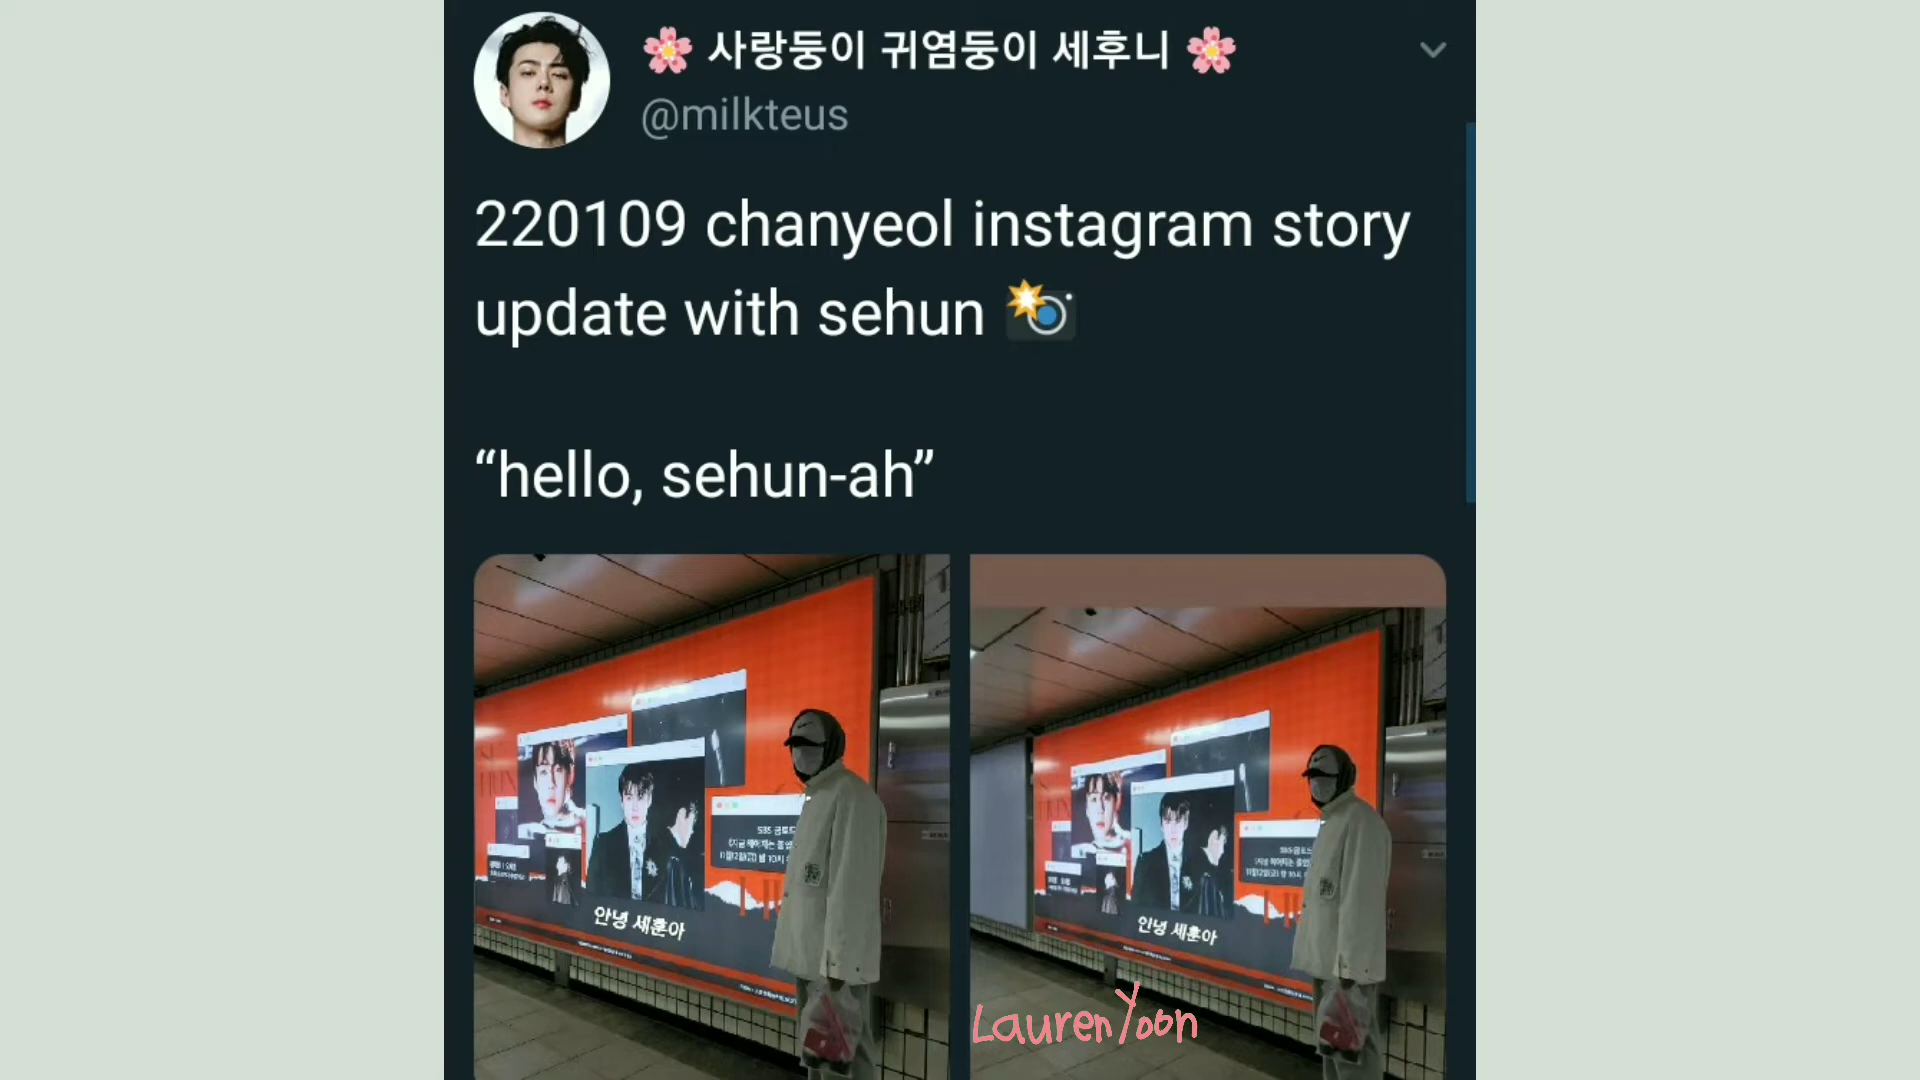 🌸 사랑둥이 귀염둥이 세후니 🌸
@milkteus
220109 chanyeol instagram story
update with sehun 📸
“hello, sehun-ah”
안녕 세훈아
안녕 세훈아
LaurenYoon